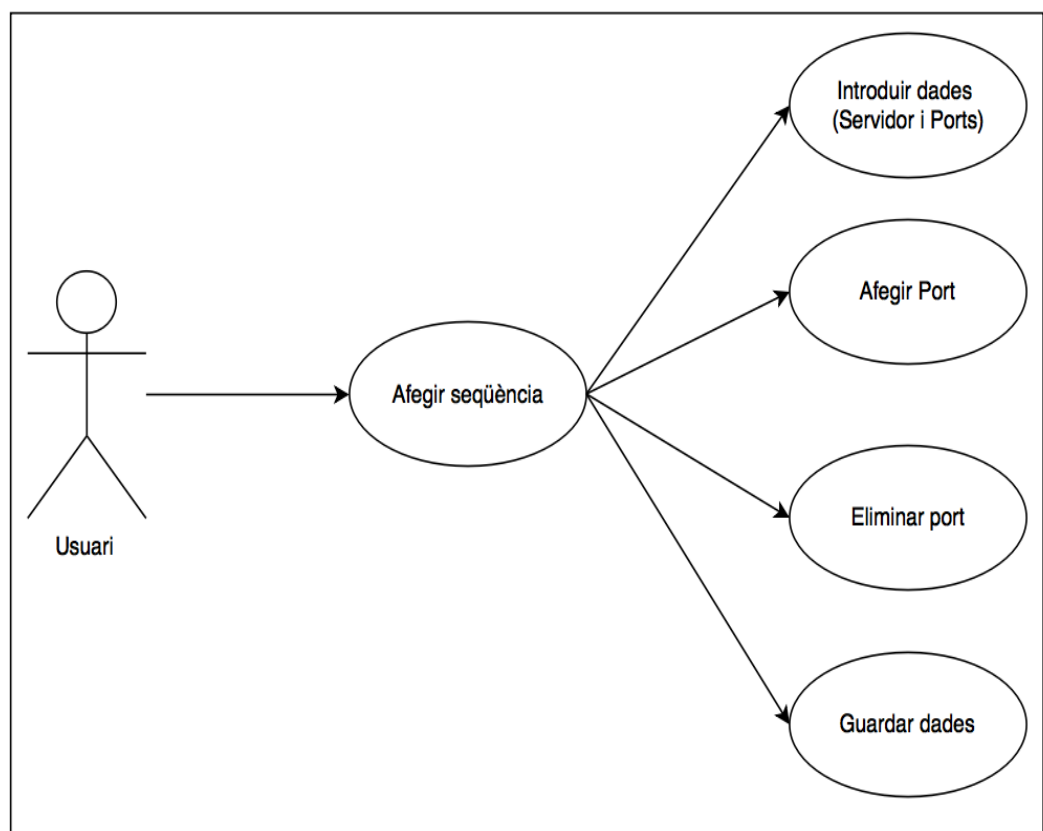 Introduir dades
(Servidor i Ports)
Afegir Port
Afegir seqüència
Eliminar port
Usuari
Guardar dades